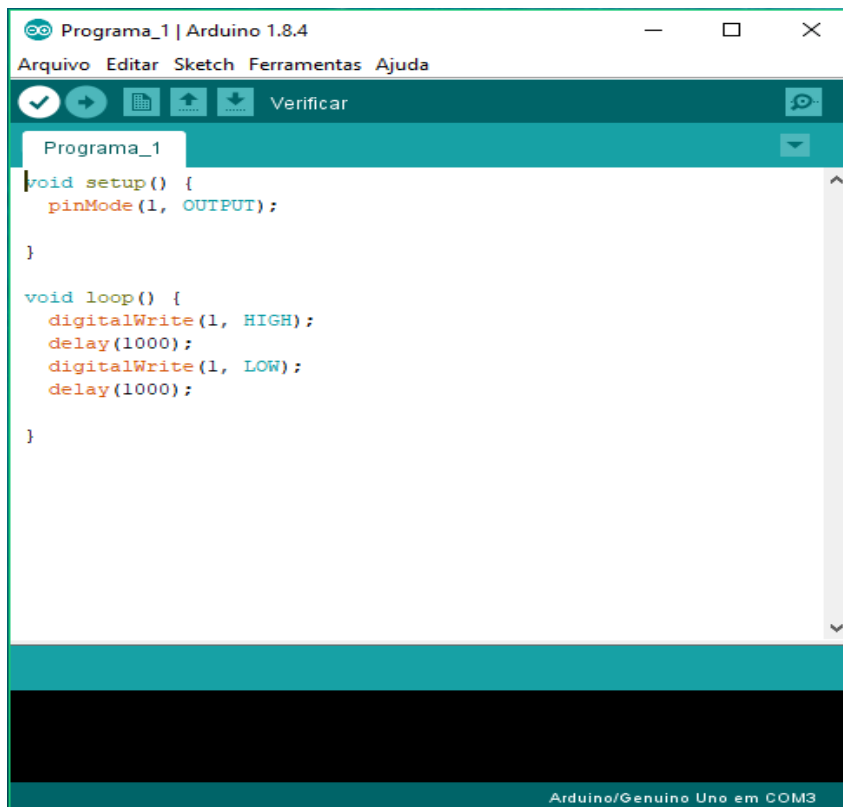 Programa_1 | Arduino 1.8.4
Arquivo Editar Sketch Ferramentas Ajuda
Verificar
Programa_1
void setup() {
  pinMode(1, OUTPUT);
}
void loop() {
  digitalWrite(1, HIGH);
  delay(1000);
  digitalWrite(1, LOW);
  delay(1000);
}
Arduino/Genuino Uno em COM3